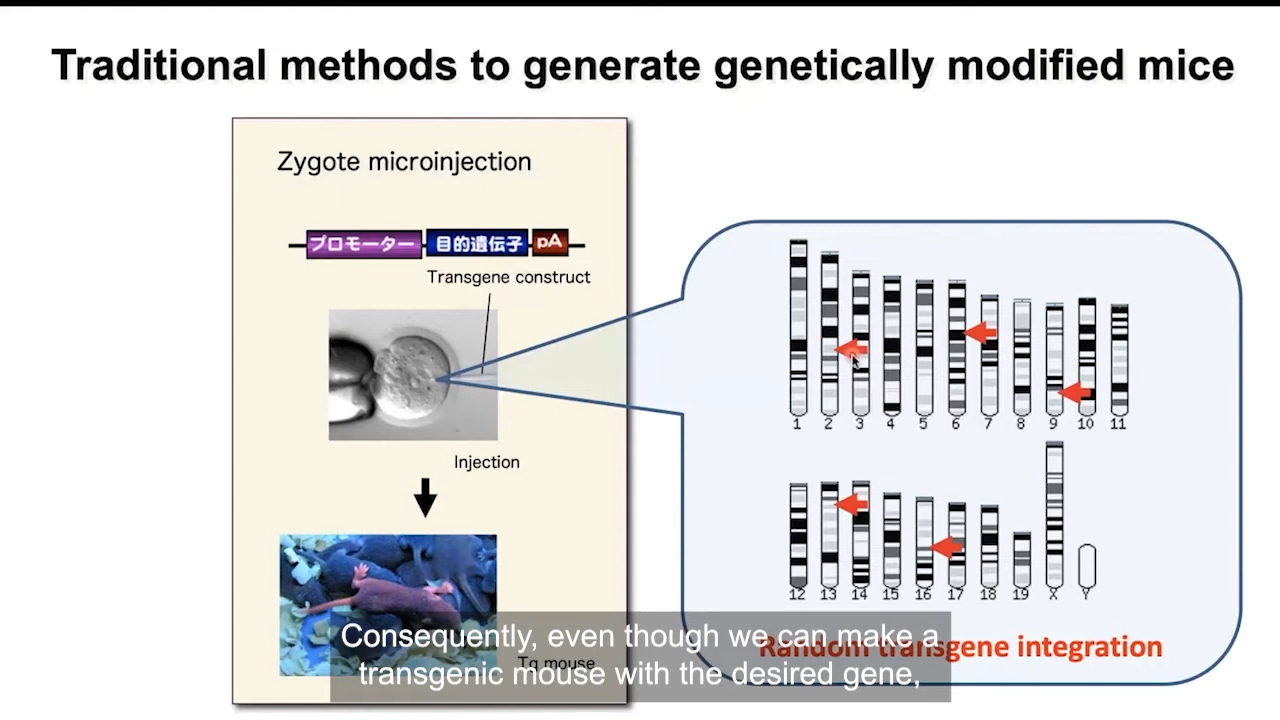 Traditional methods to generate genetically modified mice
Zygote microinjection
プロモーター 目的遺伝子 pA
Transgene construct
Injection
Tg mouse
1 2 3 4 5 6 7 8 9 10 11
12 13 14 15 16 17 18 19 X Y
Random transgene integration
Consequently, even though we can make a
transgenic mouse with the desired gene,